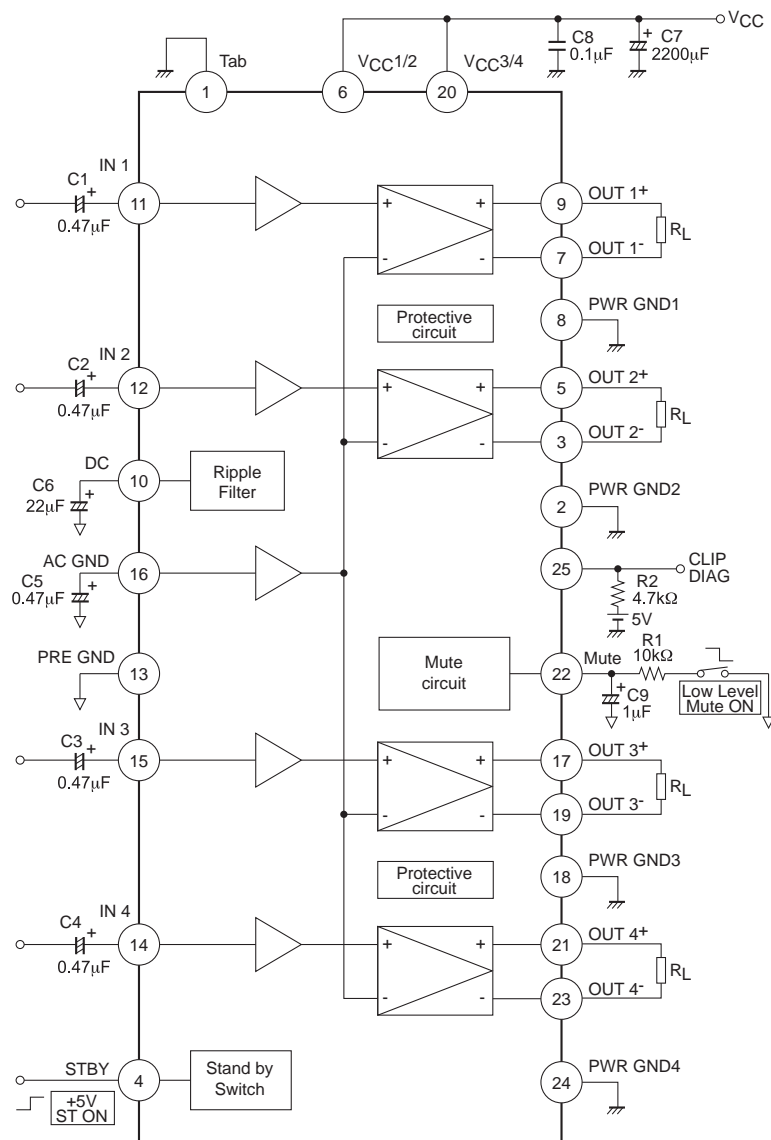 VCC
C8
0.1µF
C7
2200µF
Tab
VCC1/2
VCC3/4
1
6
20
IN 1
C1
+
0.47µF
11
+
+
-
-
9
OUT 1+
7
OUT 1-
RL
Protective
circuit
8
PWR GND1
IN 2
C2
+
0.47µF
12
+
+
-
-
5
OUT 2+
3
OUT 2-
RL
DC
C6
+
22µF
10
Ripple
Filter
2
PWR GND2
AC GND
C5
+
0.47µF
16
25
CLIP
DIAG
R2
4.7kΩ
5V
PRE GND
13
Mute
circuit
22
Mute
R1
10kΩ
+
C9
1µF
Low Level
Mute ON
IN 3
C3
+
0.47µF
15
+
+
-
-
17
OUT 3+
19
OUT 3-
RL
Protective
circuit
18
PWR GND3
IN 4
C4
+
0.47µF
14
+
+
-
-
21
OUT 4+
23
OUT 4-
RL
STBY
4
Stand by
Switch
+5V
ST ON
24
PWR GND4
+